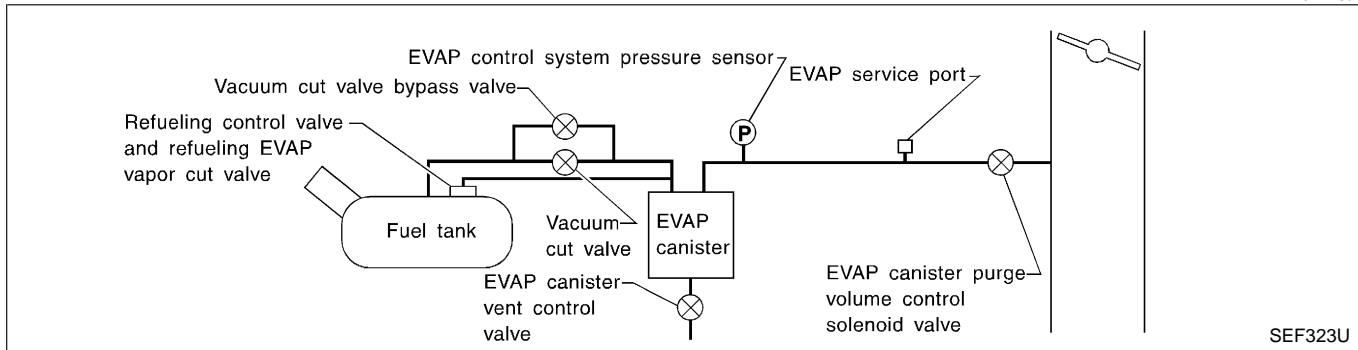 EVAP control system pressure sensor
EVAP service port
Vacuum cut valve bypass valve
Refueling control valve
and refueling EVAP
vapor cut valve
P
Fuel tank
Vacuum
cut valve
EVAP
canister
EVAP canister
vent control
valve
EVAP canister purge
volume control
solenoid valve
SEF323U